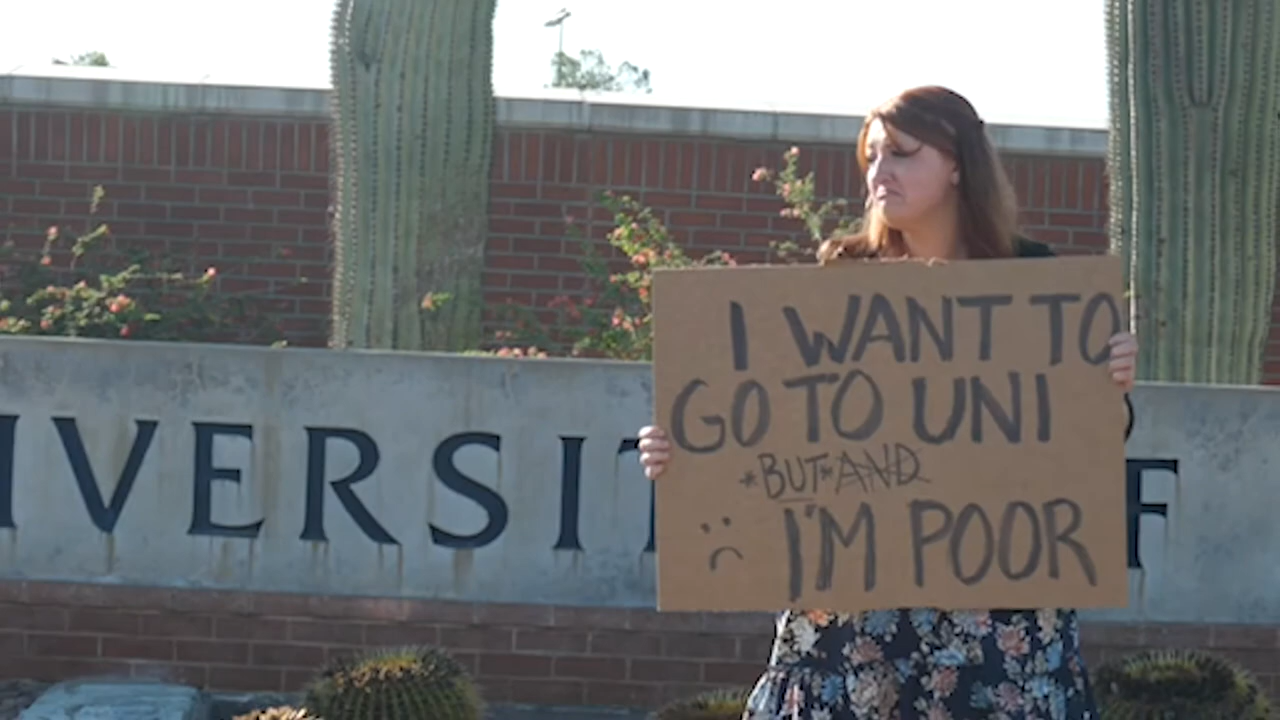 I WANT TO
GO TO UNI
*BUT* AND
:( I'M POOR
IVERSIT F